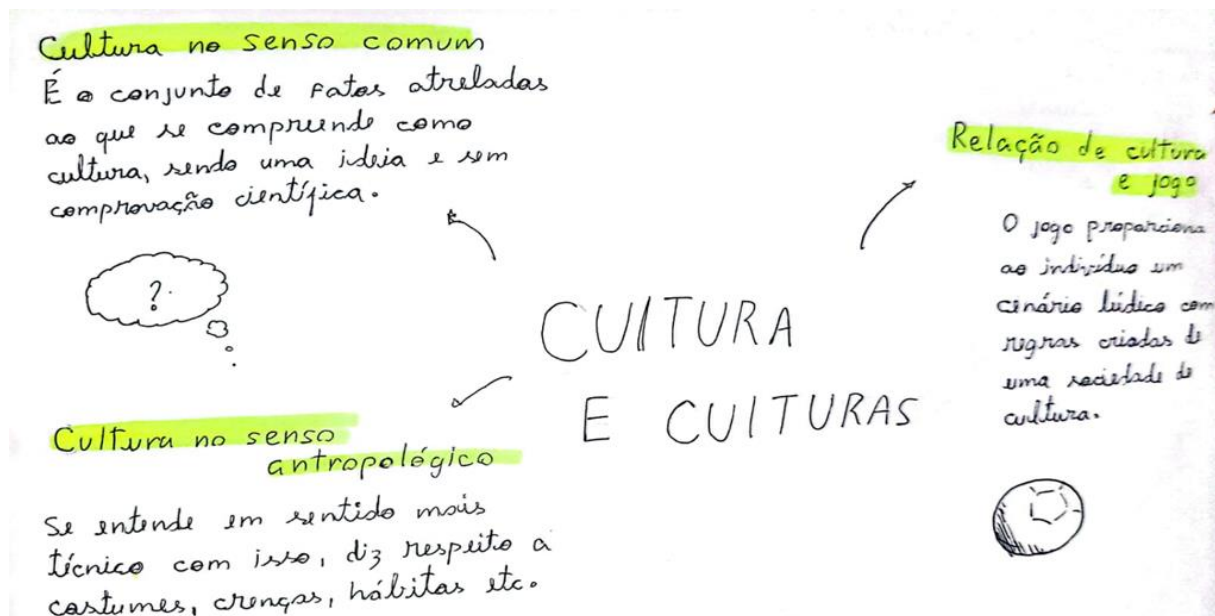 Cultura no senso comum
É o conjunto de fatos atreladas
ao que se compreende como
cultura, sendo uma ideia e sem
comprovação científica.
?
CULTURA
E CULTURAS
Cultura no senso
antropológico
Se entende em sentido mais
técnico com isso, diz respeito a
costumes, crenças, hábitos etc.
Relação de cultura
e jogo
O jogo proporciona
ao indivíduo um
cenário lúdico com
regras criadas de
uma sociedade de
cultura.